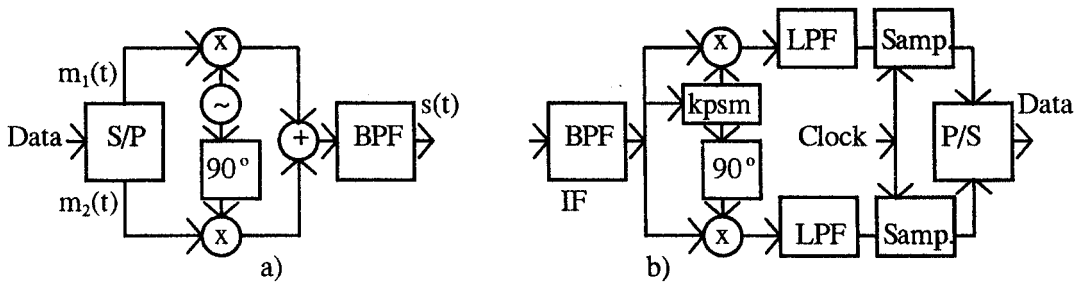 m₁(t)
x
~
Data
S/P
90°
+
BPF
s(t)
m₂(t)
x
a)
BPF
IF
x
kpsm
90°
x
LPF
Samp.
Clock
P/S
Data
LPF
Samp.
b)